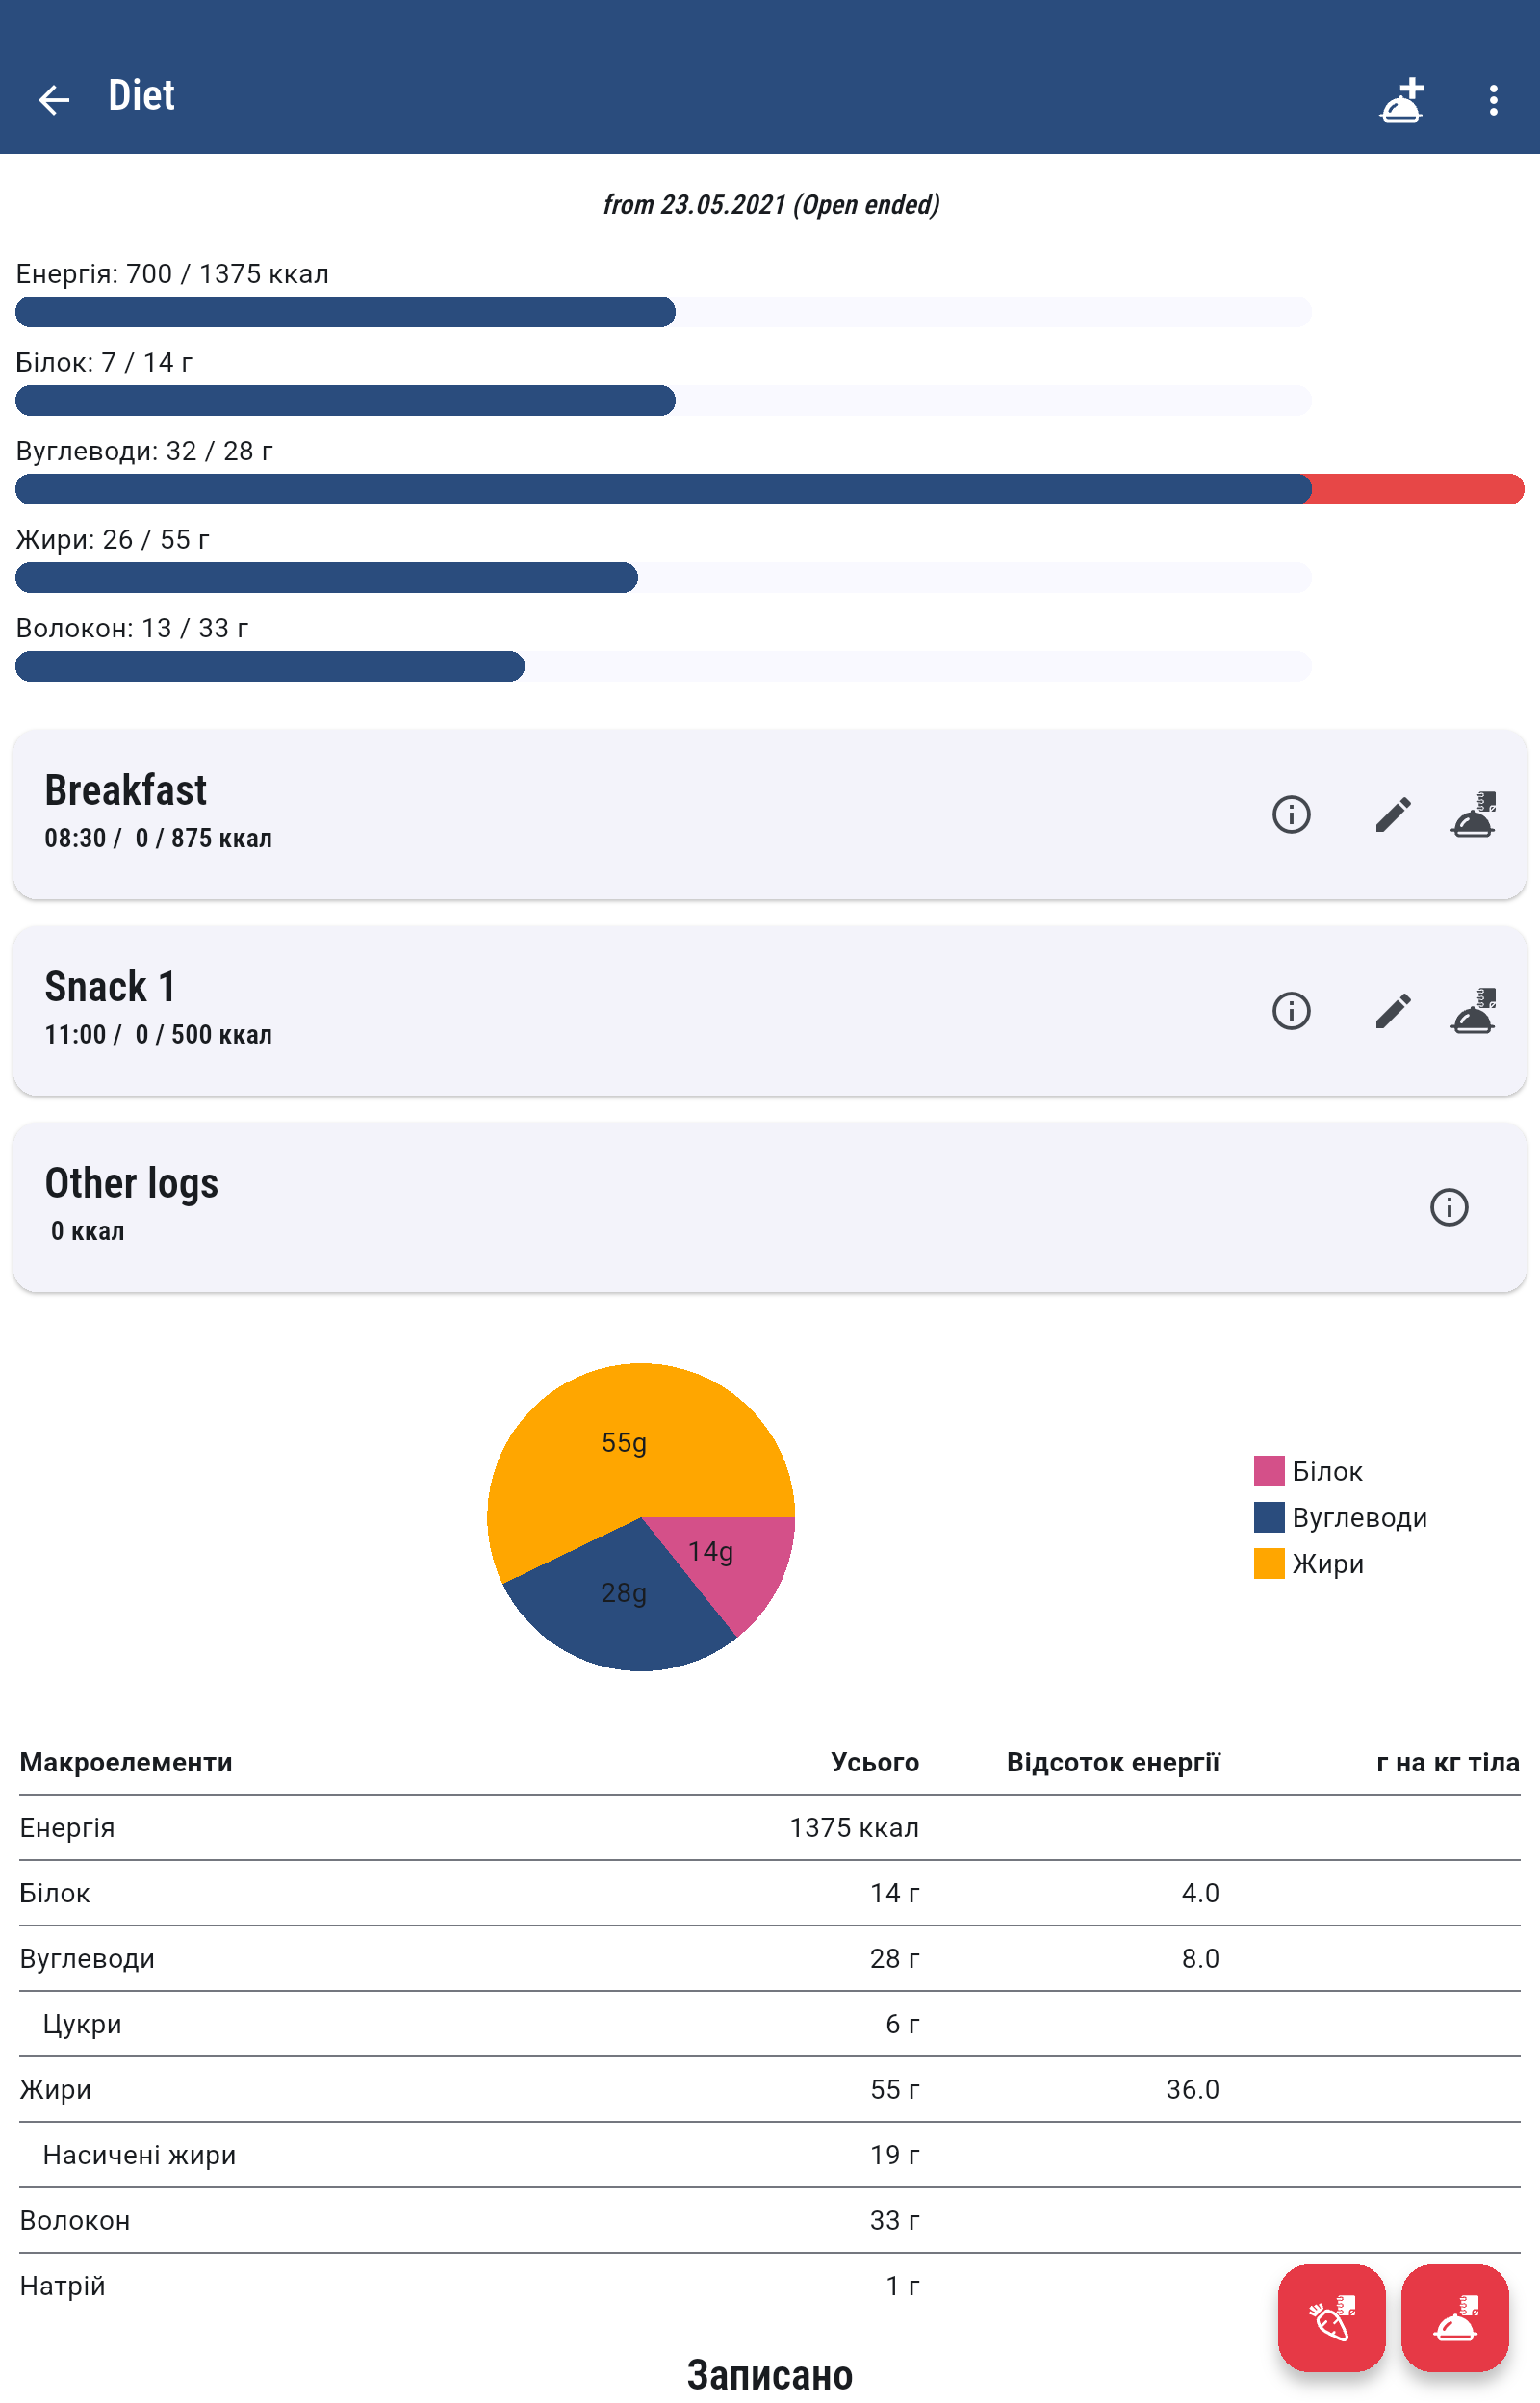 Diet
from 23.05.2021 (Open ended)
Енергія: 700 / 1375 ккал
Білок: 7 / 14 г
Вуглеводи: 32 / 28 г
Жири: 26 / 55 г
Волокон: 13 / 33 г
Breakfast
08:30 / 0 / 875 ккал
Snack 1
11:00 / 0 / 500 ккал
Other logs
0 ккал
55g
14g
28g
Білок
Вуглеводи
Жири
Макроелементи Усього Відсоток енергії г на кг тіла
Енергія 1375 ккал
Білок 14 г 4.0
Вуглеводи 28 г 8.0
Цукри 6 г
Жири 55 г 36.0
Насичені жири 19 г
Волокон 33 г
Натрій 1 г
Записано